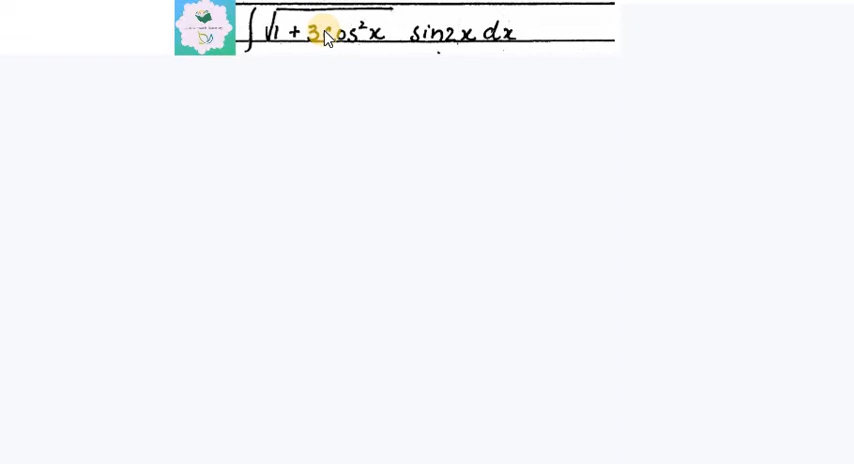 ∫ √1 + 3cos²x sin2x dx